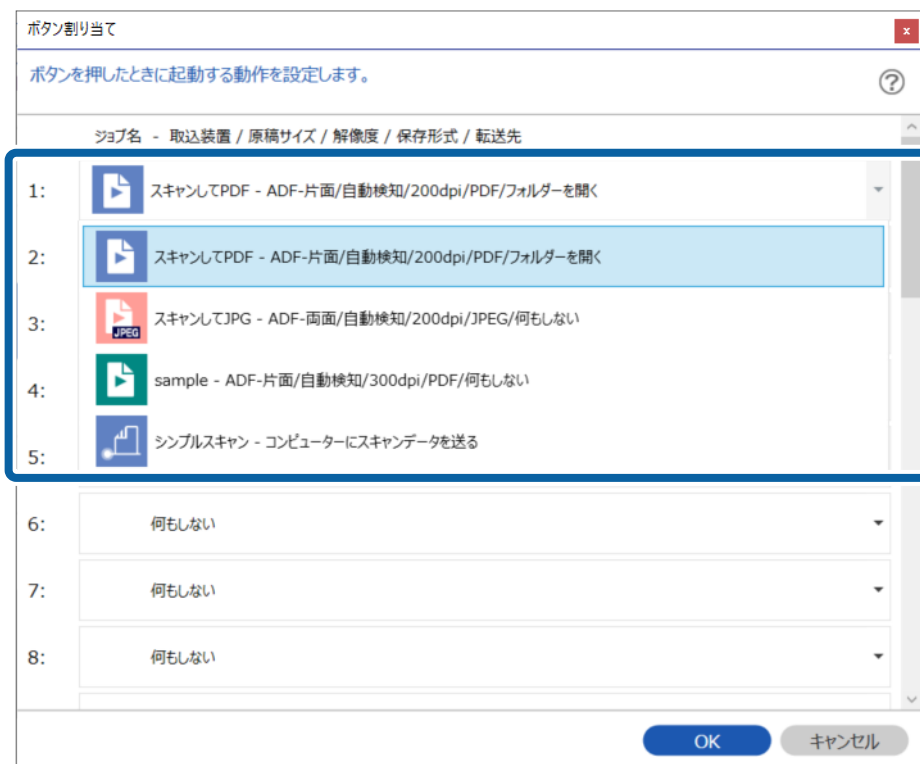 ボタン割り当て
x
ボタンを押したときに起動する動作を設定します。
?
ジョブ名 - 取込装置 / 原稿サイズ / 解像度 / 保存形式 / 転送先
1: スキャンしてPDF - ADF-片面/自動検知/200dpi/PDF/フォルダーを開く
2: スキャンしてPDF - ADF-片面/自動検知/200dpi/PDF/フォルダーを開く
3: JPEG スキャンしてJPG - ADF-両面/自動検知/200dpi/JPEG/何もしない
4: sample - ADF-片面/自動検知/300dpi/PDF/何もしない
5: シンプルスキャン - コンピューターにスキャンデータを送る
6: 何もしない
7: 何もしない
8: 何もしない
OK キャンセル